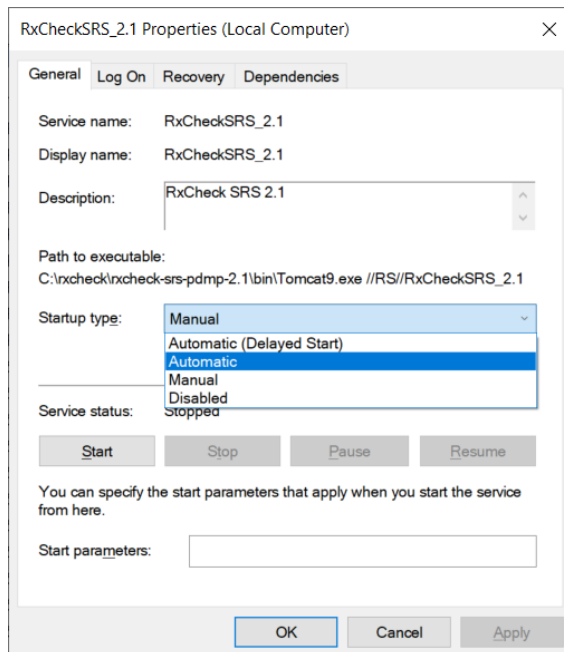 RxCheckSRS_2.1 Properties (Local Computer)
General Log On Recovery Dependencies
Service name: RxCheckSRS_2.1
Display name: RxCheckSRS_2.1
Description: RxCheck SRS 2.1
Path to executable:
C:\rxcheck\rxcheck-srs-pdmp-2.1\bin\Tomcat9.exe //RS//RxCheckSRS_2.1
Startup type: Manual
Automatic (Delayed Start)
Automatic
Manual
Disabled
Service status: Stopped
Start Stop Pause Resume
You can specify the start parameters that apply when you start the service
from here.
Start parameters:
OK Cancel Apply